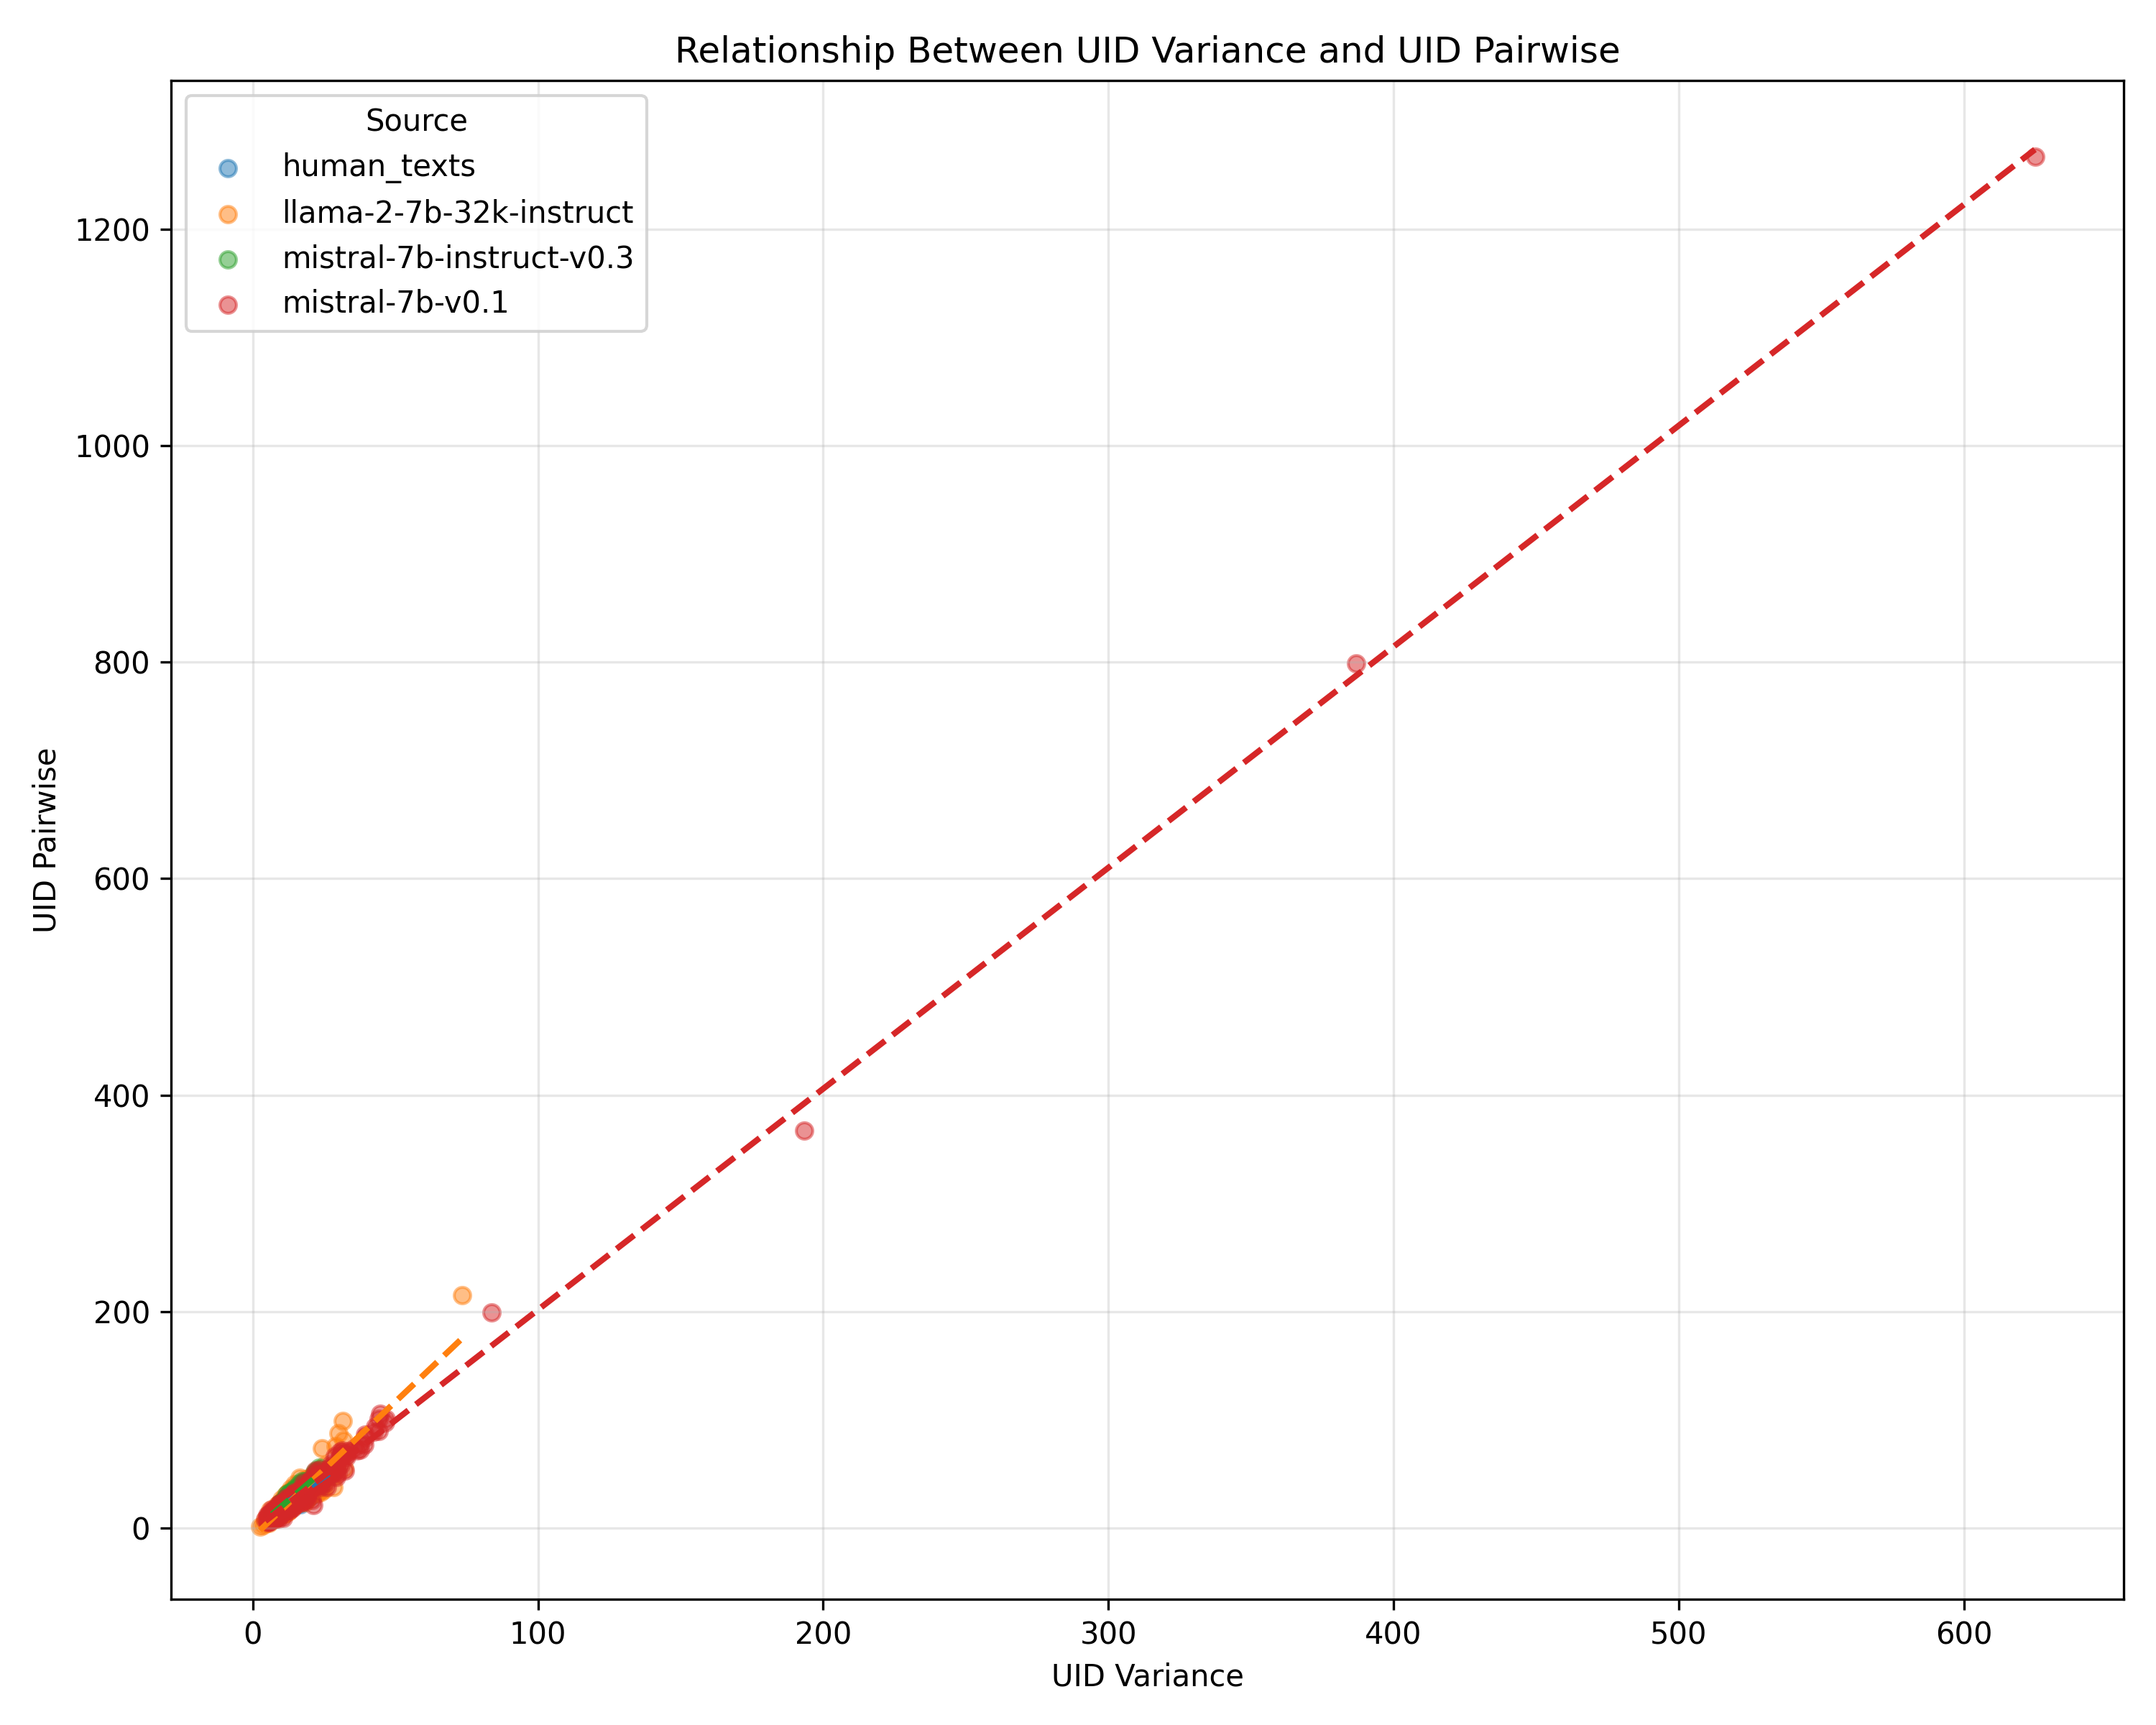 Relationship Between UID Variance and UID Pairwise
Source
human_texts
llama-2-7b-32k-instruct
mistral-7b-instruct-v0.3
mistral-7b-v0.1
1200
1000
800
600
400
200
0
UID Pairwise
0 100 200 300 400 500 600
UID Variance